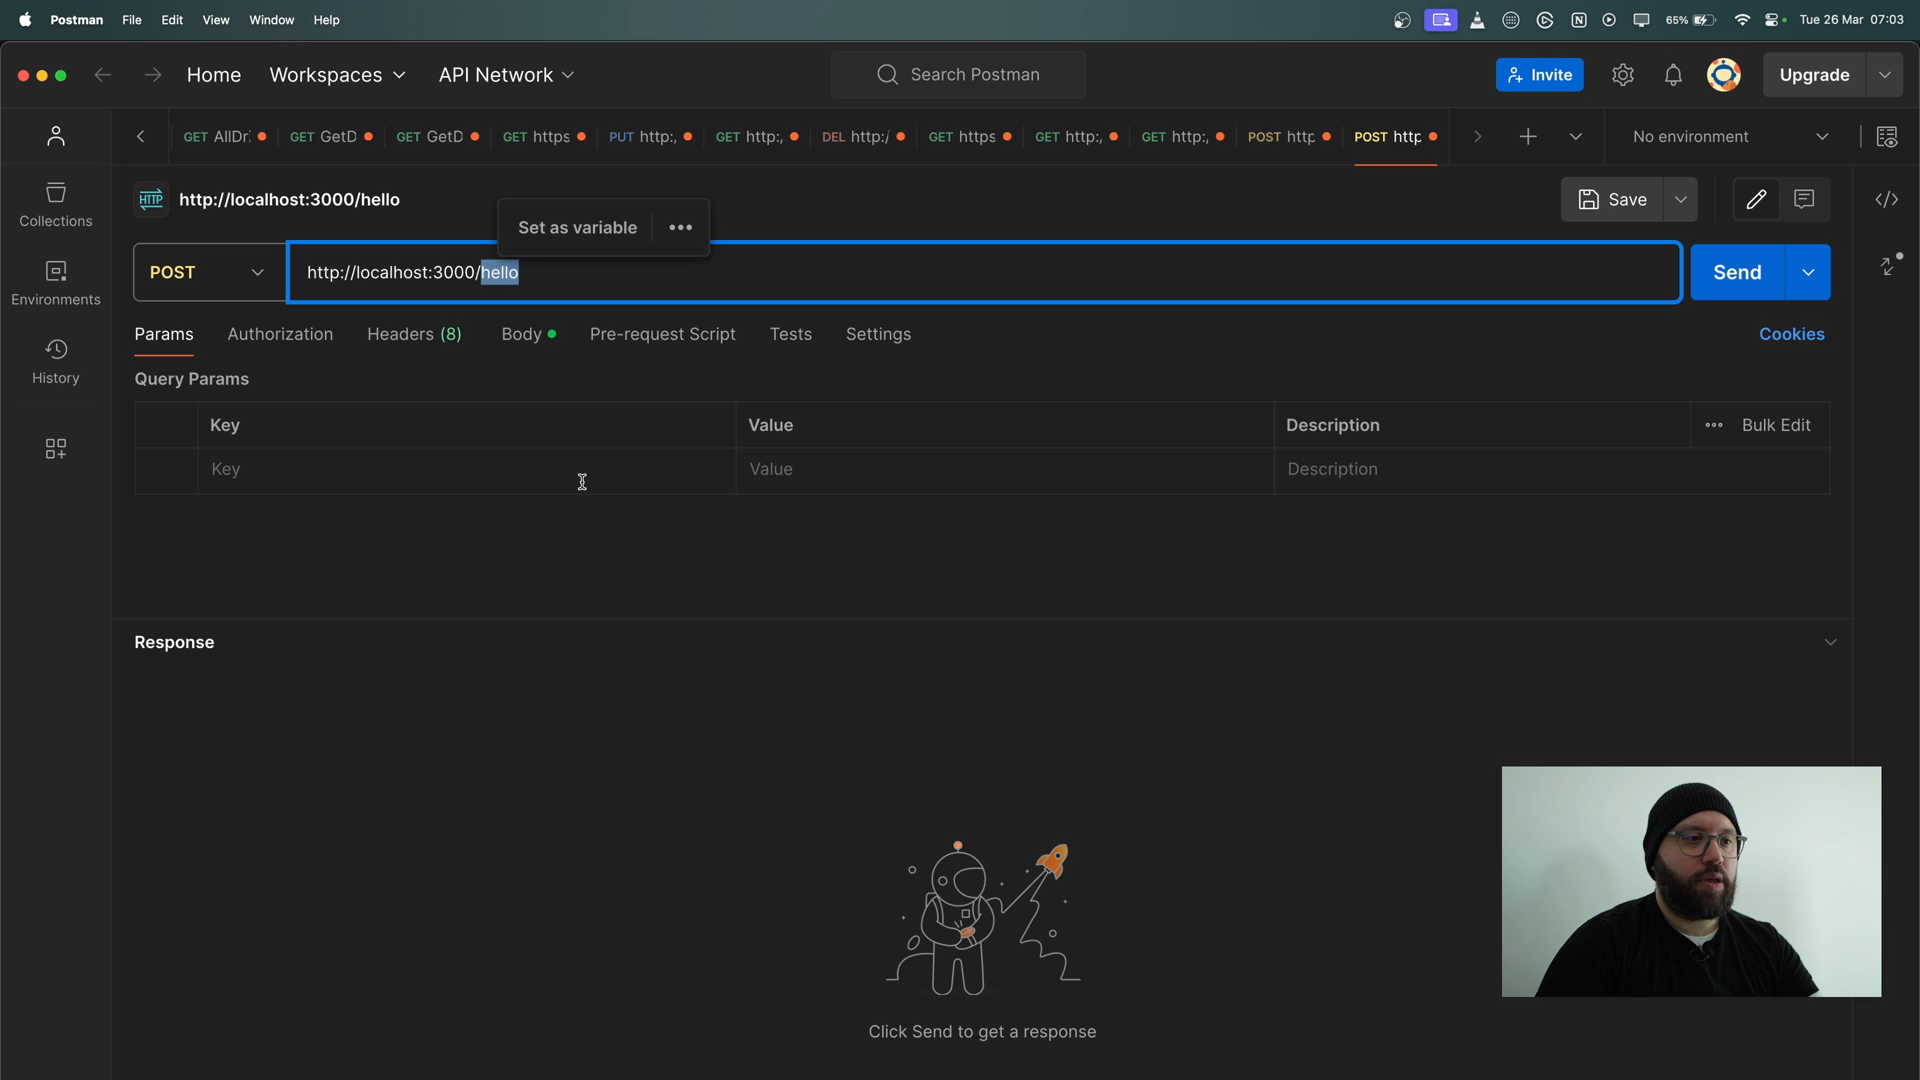 Postman File Edit View Window Help 65% Tue 26 Mar 07:03
Home Workspaces API Network Search Postman Invite Upgrade
GET AllDr GET GetD GET GetD GET https PUT http:, GET http:, DEL http:/ GET https GET http:, GET http:, POST http POST http No environment
HTTP http://localhost:3000/hello Save
Set as variable
POST http://localhost:3000/hello Send
Collections
Environments
History
Params Authorization Headers (8) Body Pre-request Script Tests Settings Cookies
Query Params
Key Value Description Bulk Edit
Key Value Description
Response
Click Send to get a response